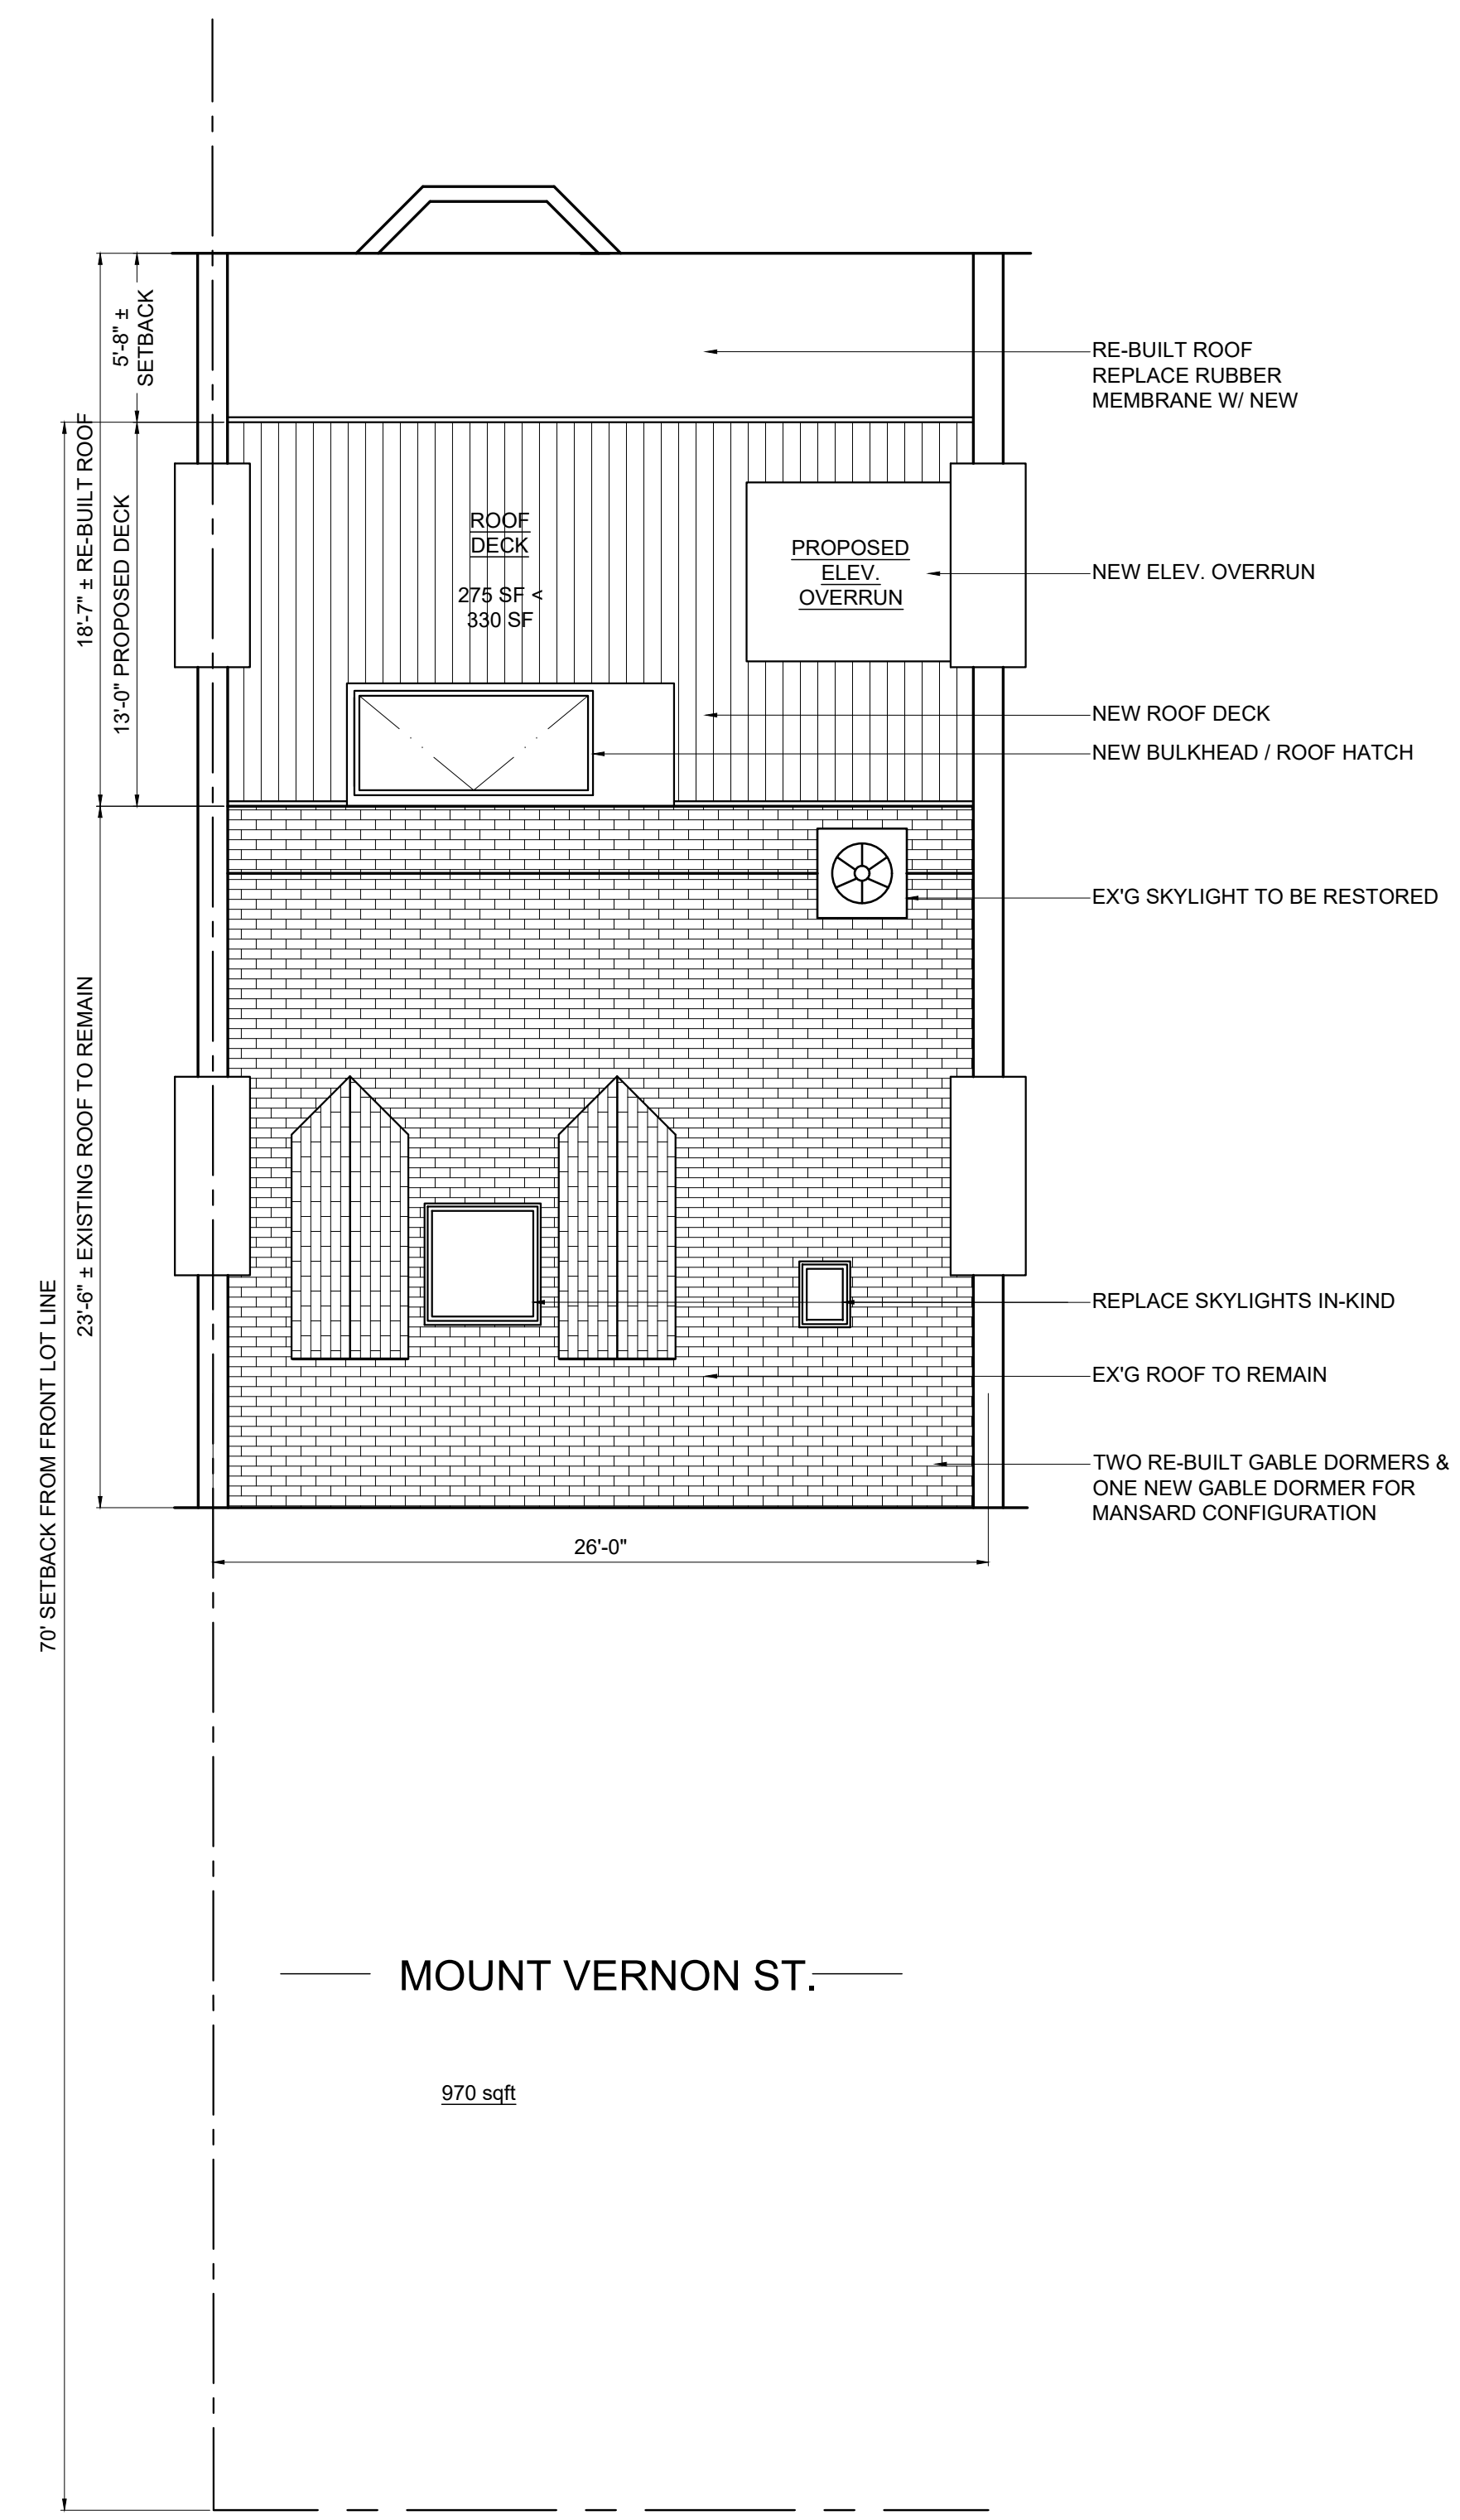 5'-8" ±
SETBACK
18'-7" ± RE-BUILT ROOF
13'-0" PROPOSED DECK
RE-BUILT ROOF
REPLACE RUBBER
MEMBRANE W/ NEW
ROOF
DECK
275 SF <
330 SF
PROPOSED
ELEV.
OVERRUN
NEW ELEV. OVERRUN
NEW ROOF DECK
NEW BULKHEAD / ROOF HATCH
EX'G SKYLIGHT TO BE RESTORED
23'-6" ± EXISTING ROOF TO REMAIN
70' SETBACK FROM FRONT LOT LINE
REPLACE SKYLIGHTS IN-KIND
EX'G ROOF TO REMAIN
TWO RE-BUILT GABLE DORMERS &
ONE NEW GABLE DORMER FOR
MANSARD CONFIGURATION
26'-0"
MOUNT VERNON ST.
970 sqft